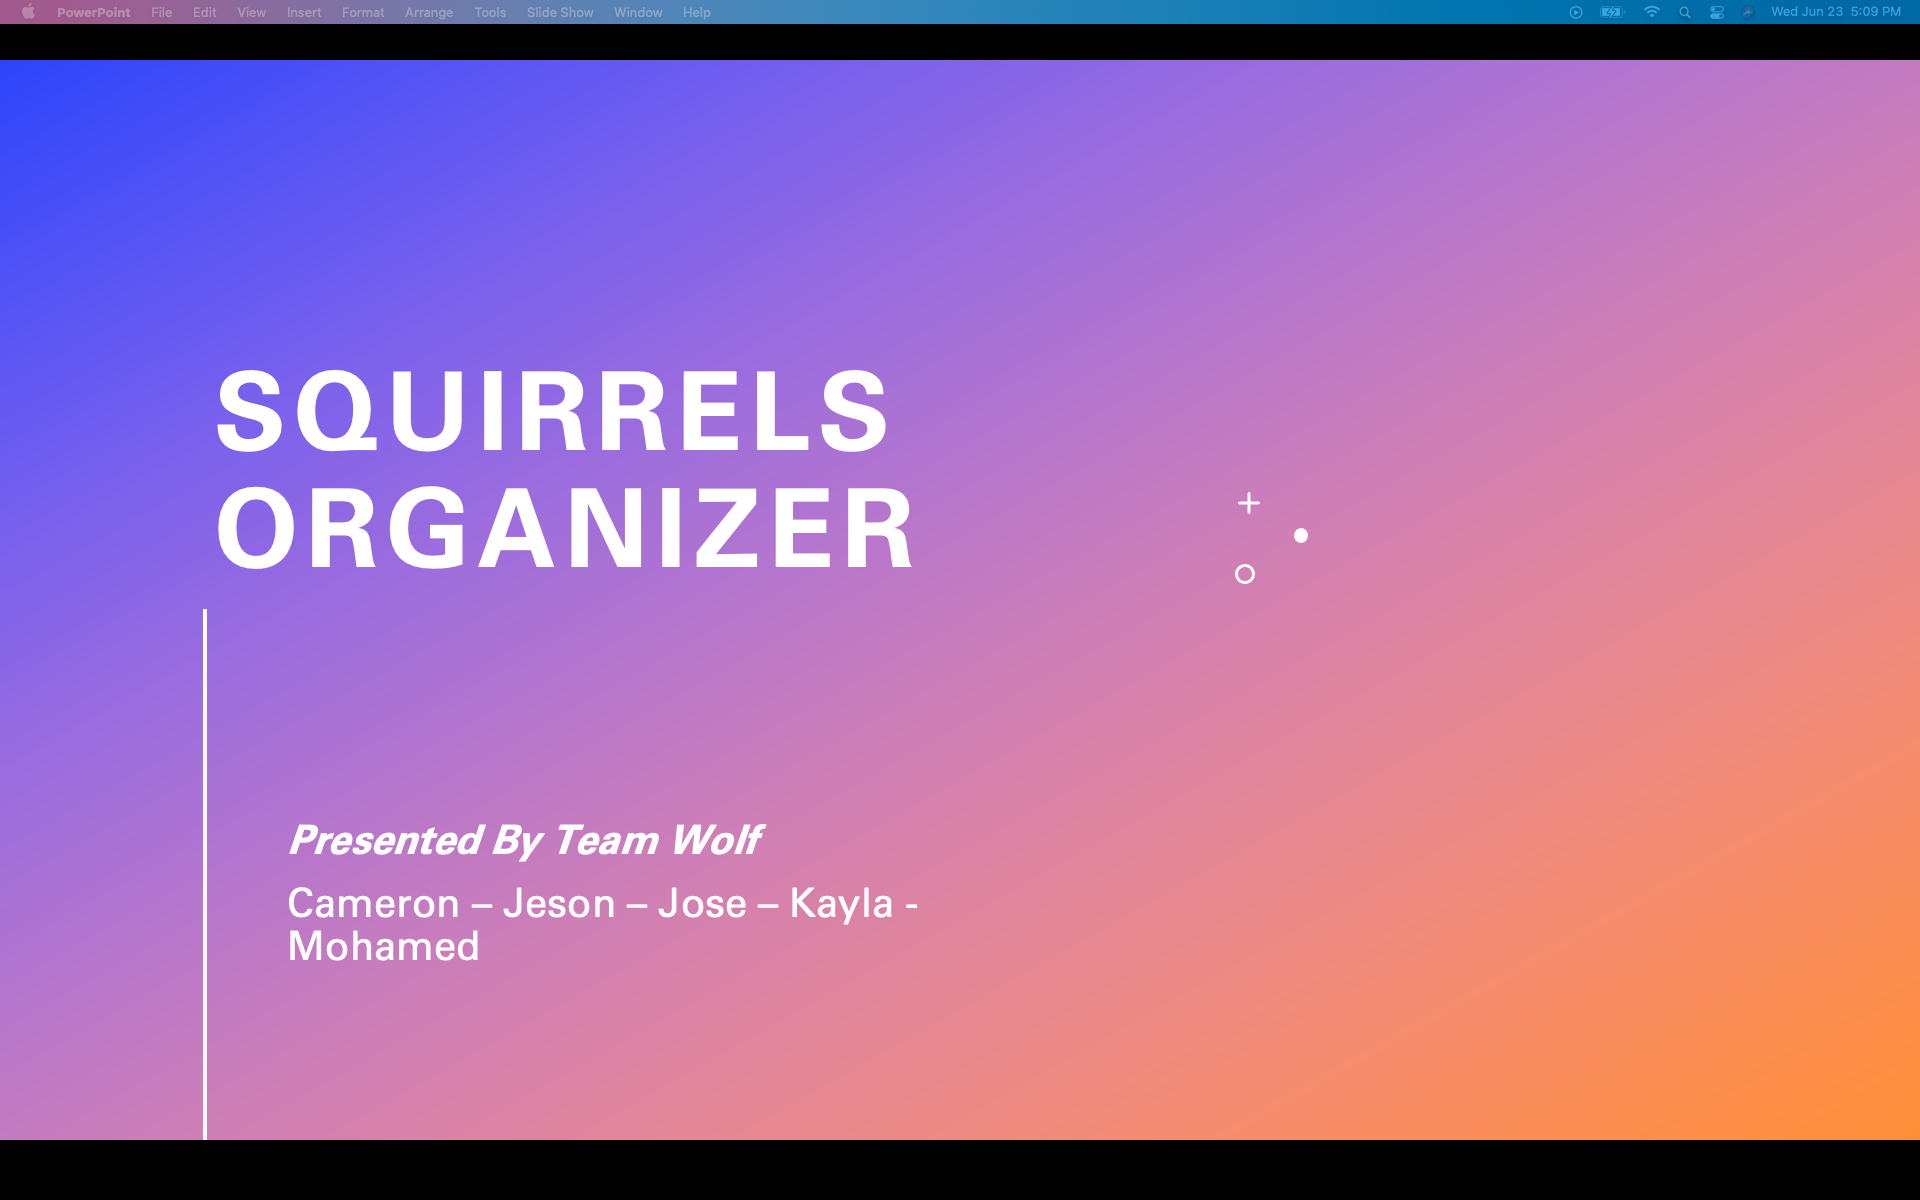 PowerPoint File Edit View Insert Format Arrange Tools Slide Show Window Help Wed Jun 23 5:09 PM
SQUIRRELS
ORGANIZER
Presented By Team Wolf
Cameron – Jeson – Jose – Kayla -
Mohamed